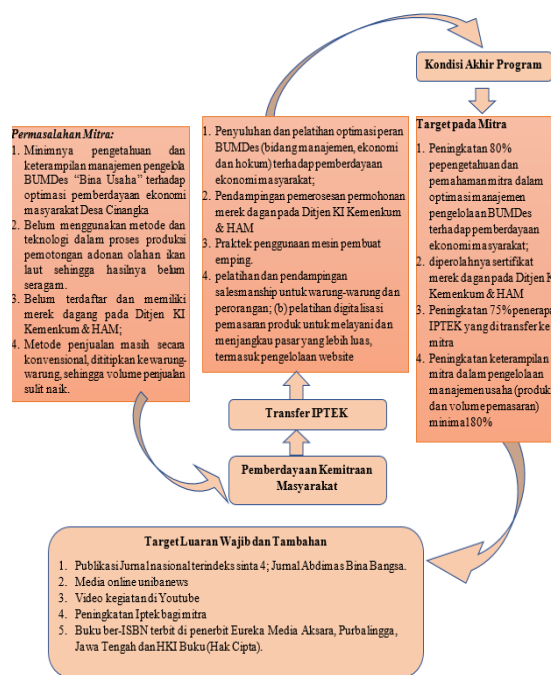 Kondisi Akhir Program
Permasalahan Mitra:
1. Minimnya pengetahuan dan
keterampilan manajemen pengelola
BUMDes “Bina Usaha” terhadap
optimasi pemberdayaan ekonomi
masyarakat Desa Cinangka
2. Belum menggunakan metode dan
teknologi dalam proses produksi
pemotongan adonan olahan ikan
laut sehingga hasilnya belum
seragam.
3. Belum terdaftar dan memiliki
merek dagang pada Ditjen KI
Kemenkum & HAM;
4. Metode penjualan masih secara
konvensional, dititipkan ke warung-
warung, sehingga volume penjualan
sulit naik.
1. Penyuluhan dan pelatihan optimasi peran
BUMDes (bidang manajemen, ekonomi
dan hokum) terhadap pemberdayaan
ekonomi masyarakat;
2. Pendampingan pemerosesan permohonan
merek dagan pada Ditjen KI Kemenkum
& HAM
3. Praktek penggunaan mesin pembuat
emping.
4. pelatihan dan pendampingan
salesmanship untuk warung-warung dan
perorangan; (b) pelatihan digitalisasi
pemasaran produk untuk melayani dan
menjangkau pasar yang lebih luas,
termasuk pengelolaan website
Target pada Mitra
1. Peningkatan 80%
pepengetahuan dan
pemahaman mitra dalam
optimasi manajemen
pengelolaan BUMDes
terhadap pemberdayaan
ekonomi masyarakat;
2. diperolahnya sertifikat
merek dagan pada Ditjen K
Kemenkum & HAM
3. Peningkatan 75% penerapa
IPTEK yang di transfer ke
mitra
4. Peningkatan keterampilan
mitra dalam pengelolaan
manajemen usaha (produk
dan volume pemasaran)
minimal 80%
Transfer IPTEK
Pemberdayaan Kemitraan
Masyarakat
Target Luaran Wajib dan Tambahan
1. Publikasi Jurnal nasional terindeks sinta 4; Jurnal Abdimas Bina Bangsa.
2. Media online unibanews
3. Video kegiatan di Youtube
4. Peningkatan Iptek bagi mitra
5. Buku ber-ISBN terbit di penerbit Eureka Media Aksara, Purbalingga,
Jawa Tengah dan HKI Buku (Hak Cipta).